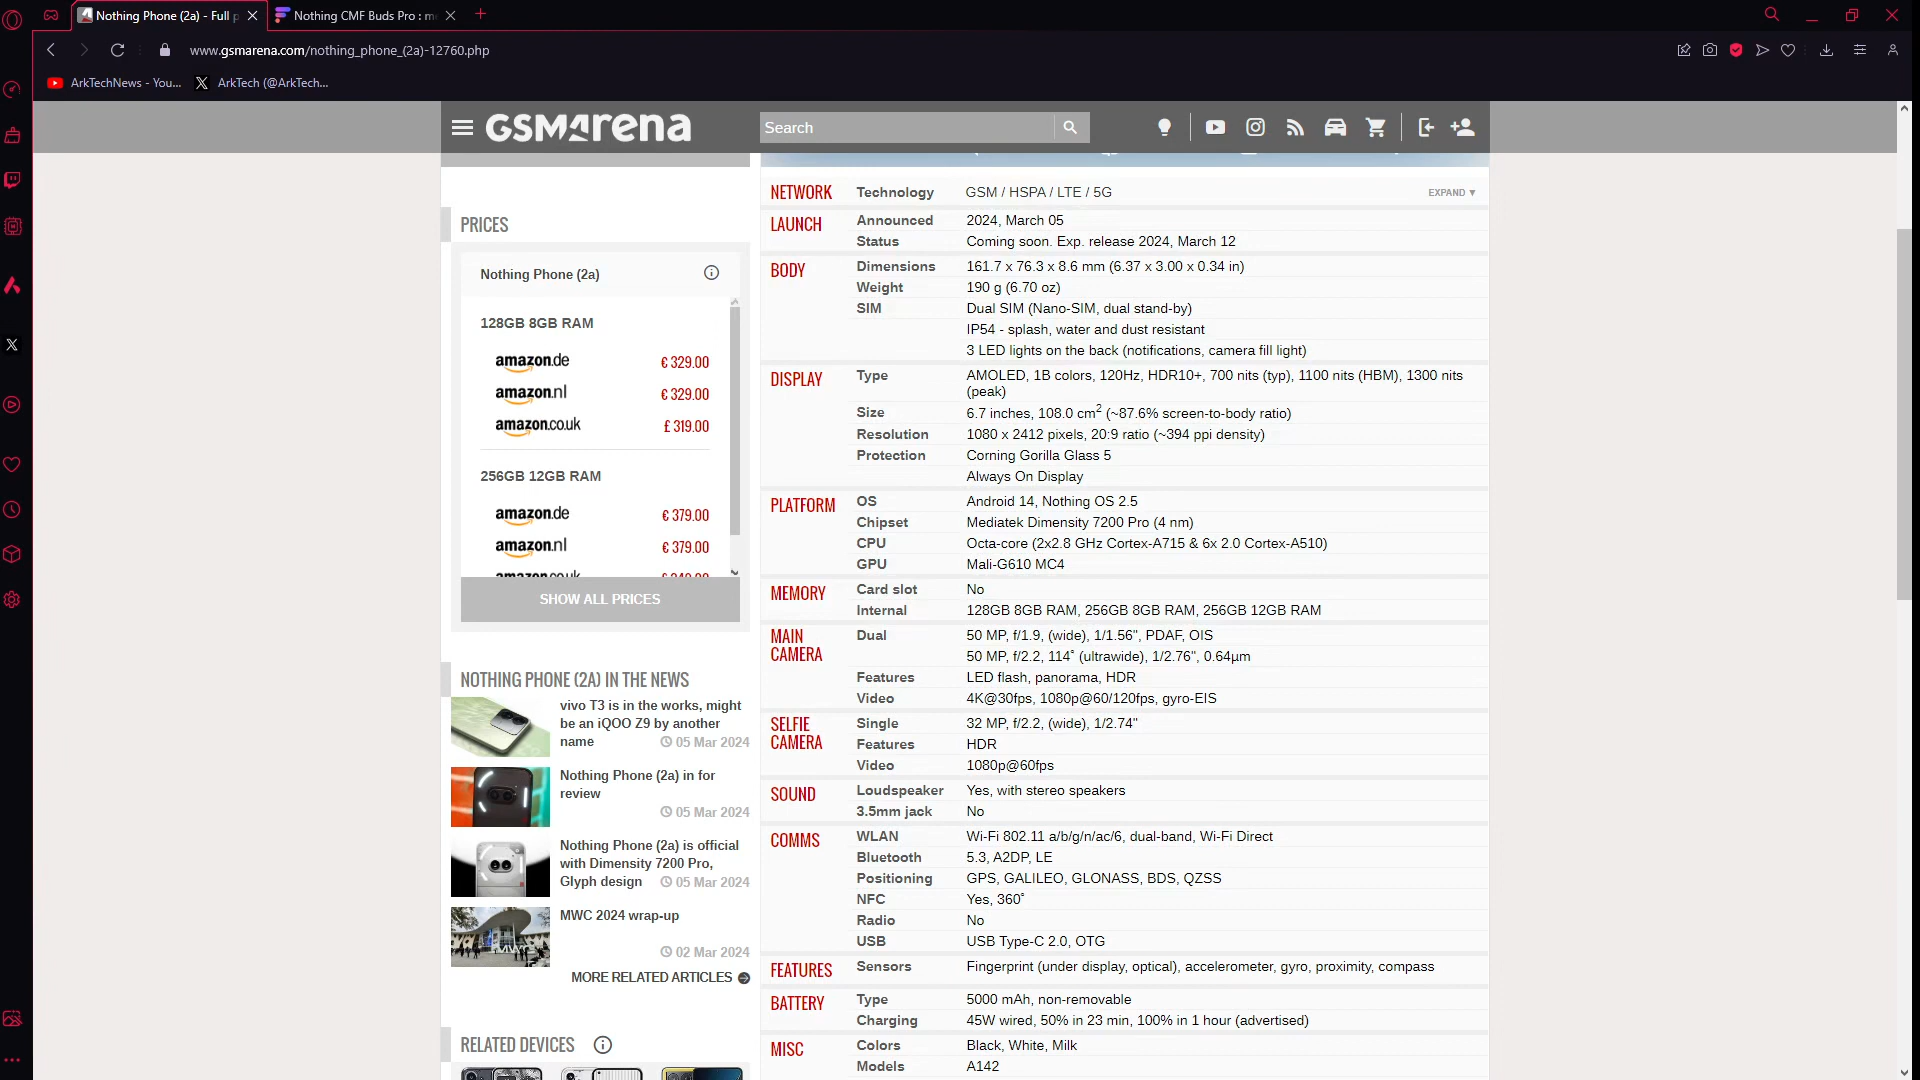 Nothing Phone (2a) - Full p
Nothing CMF Buds Pro : m
www.gsmarena.com/nothing_phone_(2a)-12760.php
ArkTechNews - You...
ArkTech (@ArkTech...
GSMArena
Search
PRICES
Nothing Phone (2a)
128GB 8GB RAM
amazon.de € 329.00
amazon.nl € 329.00
amazon.co.uk £ 319.00
256GB 12GB RAM
amazon.de € 379.00
amazon.nl € 379.00
SHOW ALL PRICES
NOTHING PHONE (2A) IN THE NEWS
vivo T3 is in the works, might
be an iQOO Z9 by another
name 05 Mar 2024
Nothing Phone (2a) in for
review
05 Mar 2024
Nothing Phone (2a) is official
with Dimensity 7200 Pro,
Glyph design 05 Mar 2024
MWC 2024 wrap-up
02 Mar 2024
MORE RELATED ARTICLES
RELATED DEVICES
NETWORK Technology GSM / HSPA / LTE / 5G EXPAND ▼
LAUNCH Announced 2024, March 05
Status Coming soon. Exp. release 2024, March 12
BODY Dimensions 161.7 x 76.3 x 8.6 mm (6.37 x 3.00 x 0.34 in)
Weight 190 g (6.70 oz)
SIM Dual SIM (Nano-SIM, dual stand-by)
IP54 - splash, water and dust resistant
3 LED lights on the back (notifications, camera fill light)
DISPLAY Type AMOLED, 1B colors, 120Hz, HDR10+, 700 nits (typ), 1100 nits (HBM), 1300 nits
(peak)
Size 6.7 inches, 108.0 cm2 (~87.6% screen-to-body ratio)
Resolution 1080 x 2412 pixels, 20:9 ratio (~394 ppi density)
Protection Corning Gorilla Glass 5
Always On Display
PLATFORM OS Android 14, Nothing OS 2.5
Chipset Mediatek Dimensity 7200 Pro (4 nm)
CPU Octa-core (2x2.8 GHz Cortex-A715 & 6x 2.0 Cortex-A510)
GPU Mali-G610 MC4
MEMORY Card slot No
Internal 128GB 8GB RAM, 256GB 8GB RAM, 256GB 12GB RAM
MAIN
CAMERA Dual 50 MP, f/1.9, (wide), 1/1.56", PDAF, OIS
50 MP, f/2.2, 114˚ (ultrawide), 1/2.76", 0.64µm
Features LED flash, panorama, HDR
Video 4K@30fps, 1080p@60/120fps, gyro-EIS
SELFIE
CAMERA Single 32 MP, f/2.2, (wide), 1/2.74"
Features HDR
Video 1080p@60fps
SOUND Loudspeaker Yes, with stereo speakers
3.5mm jack No
COMMS WLAN Wi-Fi 802.11 a/b/g/n/ac/6, dual-band, Wi-Fi Direct
Bluetooth 5.3, A2DP, LE
Positioning GPS, GALILEO, GLONASS, BDS, QZSS
NFC Yes, 360˚
Radio No
USB USB Type-C 2.0, OTG
FEATURES Sensors Fingerprint (under display, optical), accelerometer, gyro, proximity, compass
BATTERY Type 5000 mAh, non-removable
Charging 45W wired, 50% in 23 min, 100% in 1 hour (advertised)
MISC Colors Black, White, Milk
Models A142